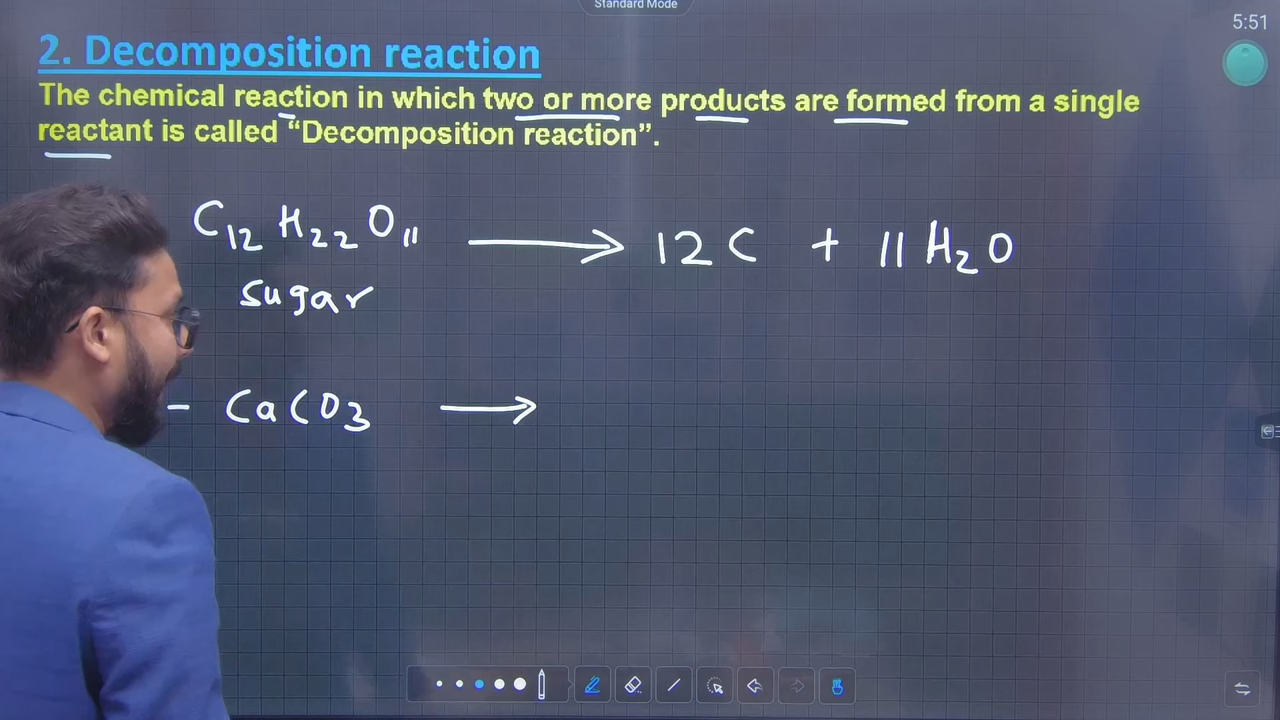 Standard Mode
5:51
2. Decomposition reaction
The chemical reaction in which two or more products are formed from a single
reactant is called “Decomposition reaction”.
C₁₂ H₂₂ O₁₁ ⟶ 12 C + 11 H₂O
Sugar
- CaCO₃ ⟶